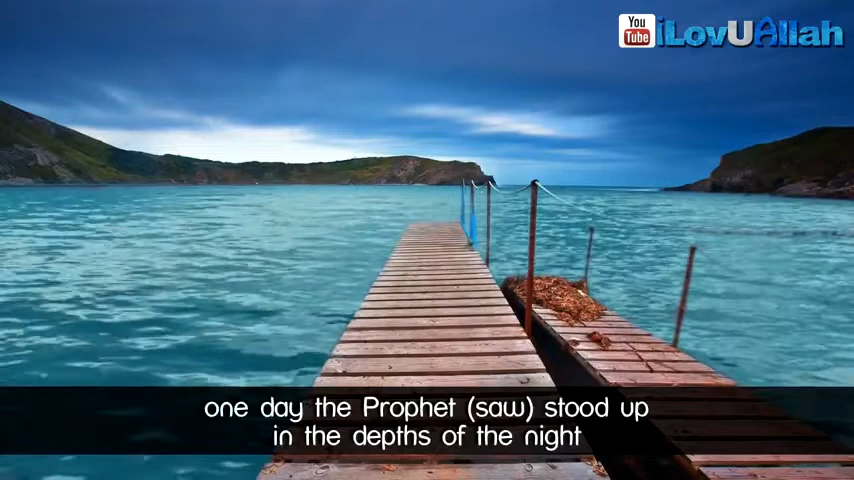 You
Tube
iLovUAllah
one day the Prophet (saw) stood up
in the depths of the night